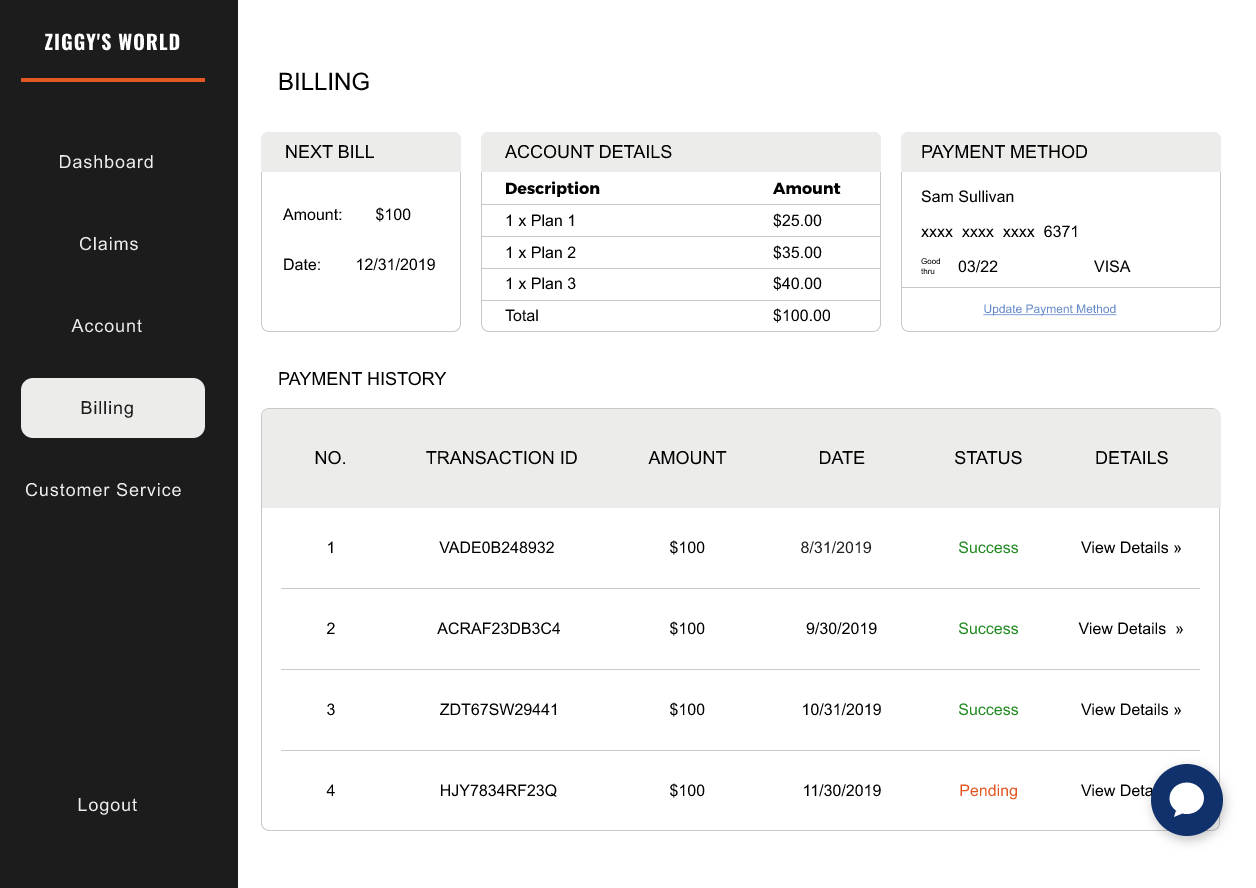 ZIGGY'S WORLD
Dashboard
Claims
Account
Billing
Customer Service
Logout
BILLING
NEXT BILL
Amount: $100
Date: 12/31/2019
ACCOUNT DETAILS
Description Amount
1 x Plan 1 $25.00
1 x Plan 2 $35.00
1 x Plan 3 $40.00
Total $100.00
PAYMENT METHOD
Sam Sullivan
xxxx xxxx xxxx 6371
Good thru 03/22 VISA
Update Payment Method
PAYMENT HISTORY
NO. TRANSACTION ID AMOUNT DATE STATUS DETAILS
1 VADE0B248932 $100 8/31/2019 Success View Details »
2 ACRAF23DB3C4 $100 9/30/2019 Success View Details »
3 ZDT67SW29441 $100 10/31/2019 Success View Details »
4 HJY7834RF23Q $100 11/30/2019 Pending View Deta